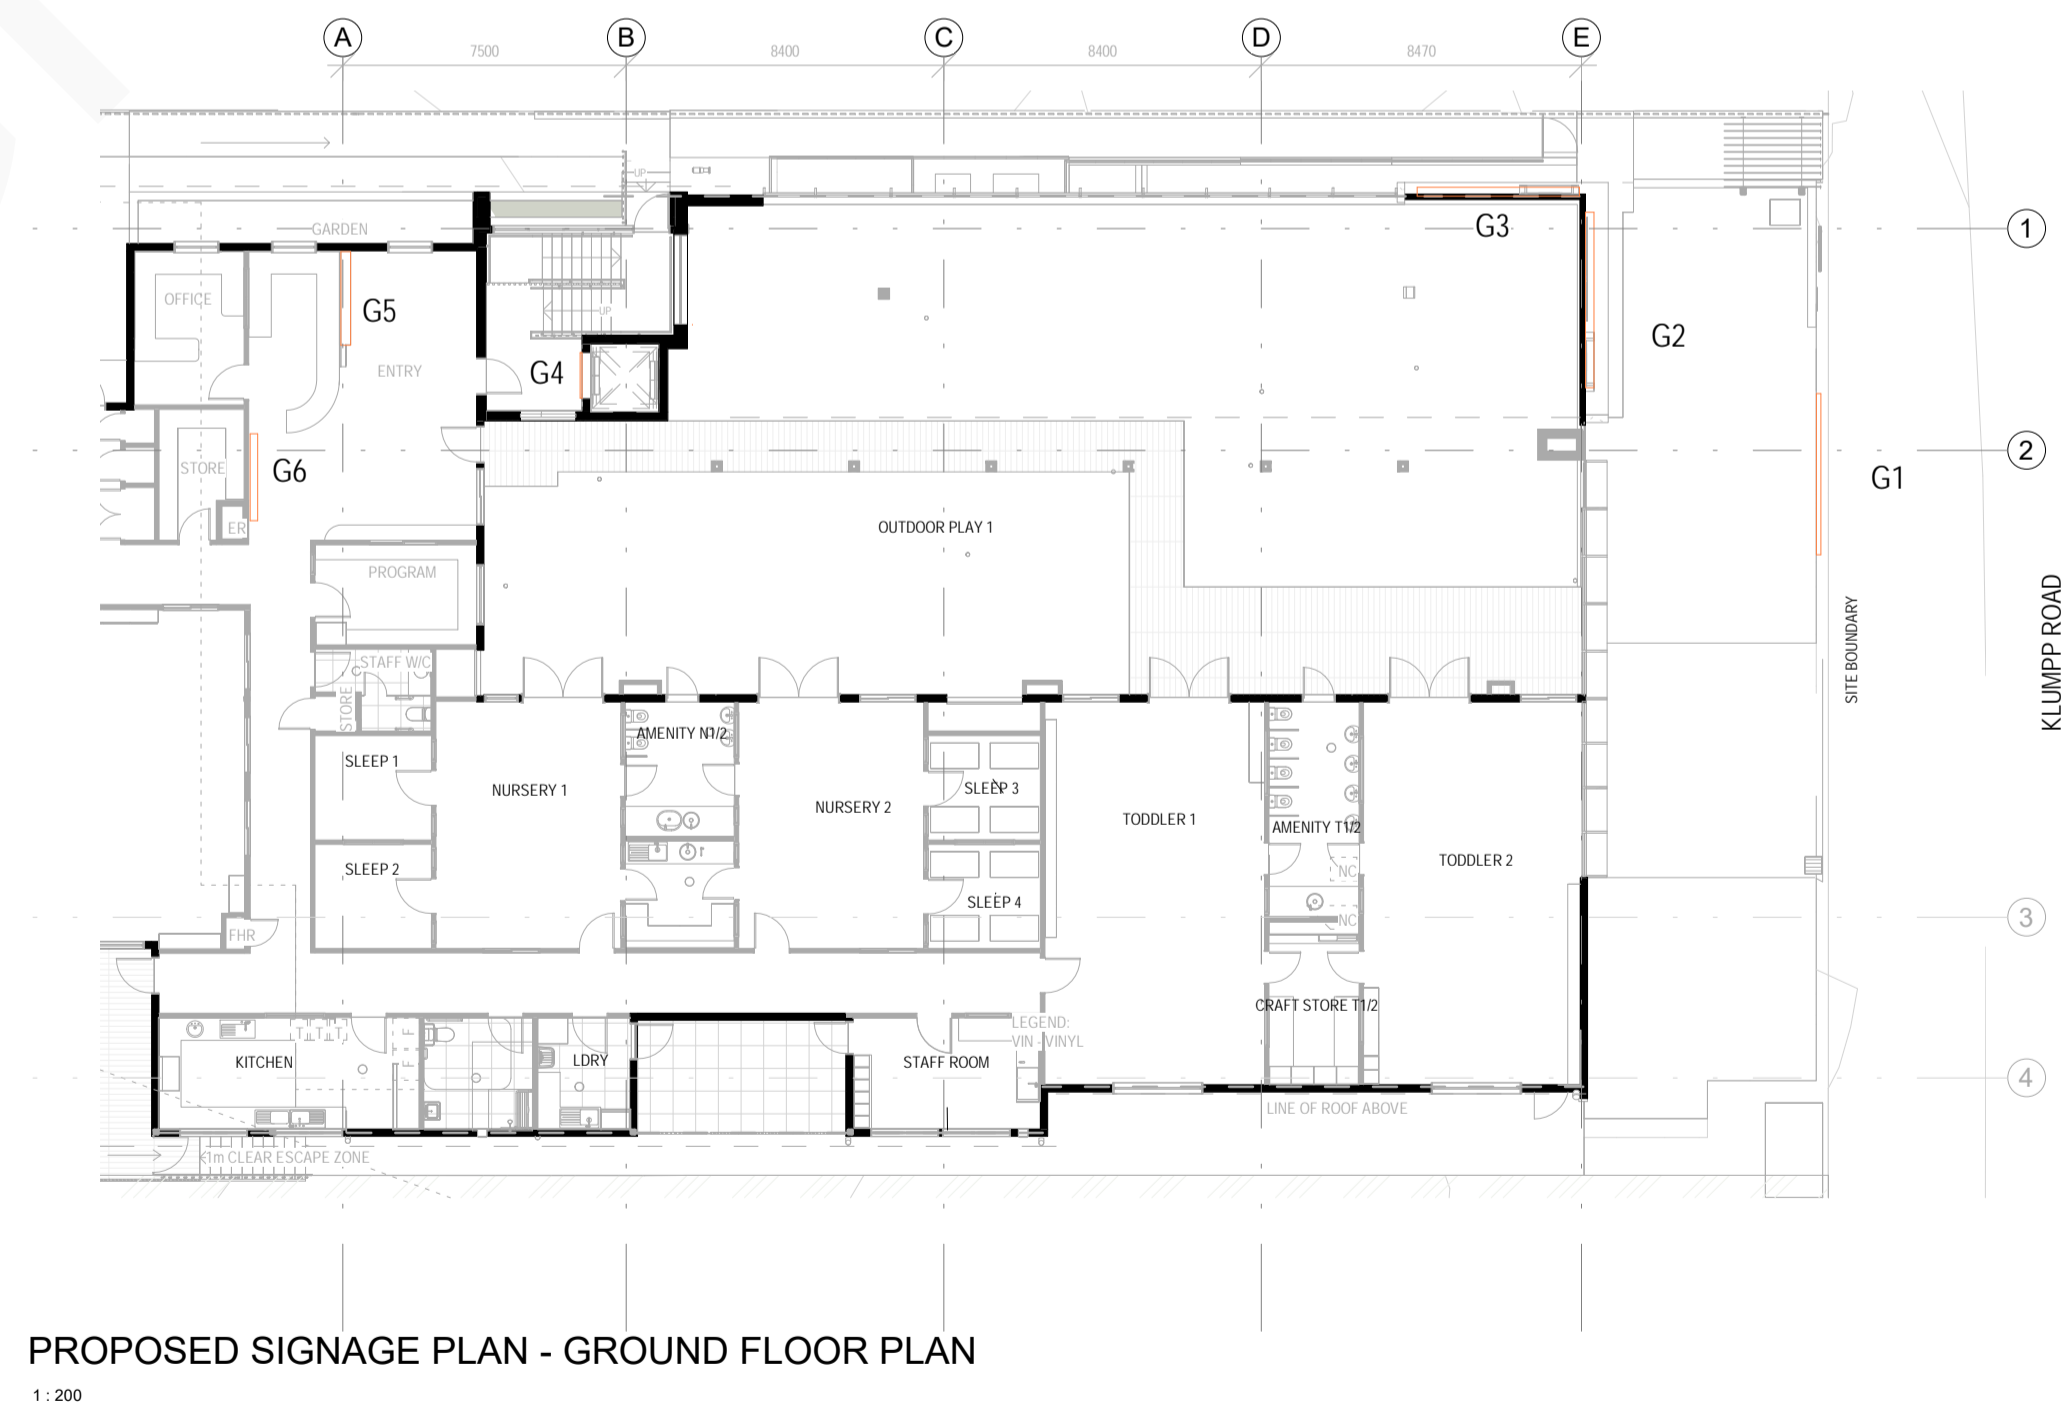 A
B
C
D
E
7500
8400
8400
8470
UP
GARDEN
G3
1
OFFICE
G5
UP
G2
ENTRY
G4
2
STORE
G6
G1
ER
OUTDOOR PLAY 1
PROGRAM
SITE BOUNDARY
KLUMPP ROAD
STAFF W/C
STORE
AMENITY N1/2
SLEEP 1
NURSERY 1
SLEEP 3
NURSERY 2
TODDLER 1
AMENITY T1/2
TODDLER 2
SLEEP 2
NC
SLEEP 4
NC
3
FHR
CRAFT STORE T1/2
LEGEND:
VIN - VINYL
T T T
F
F
F
F
KITCHEN
LDRY
STAFF ROOM
4
LINE OF ROOF ABOVE
1m CLEAR ESCAPE ZONE
PROPOSED SIGNAGE PLAN - GROUND FLOOR PLAN
1 : 200